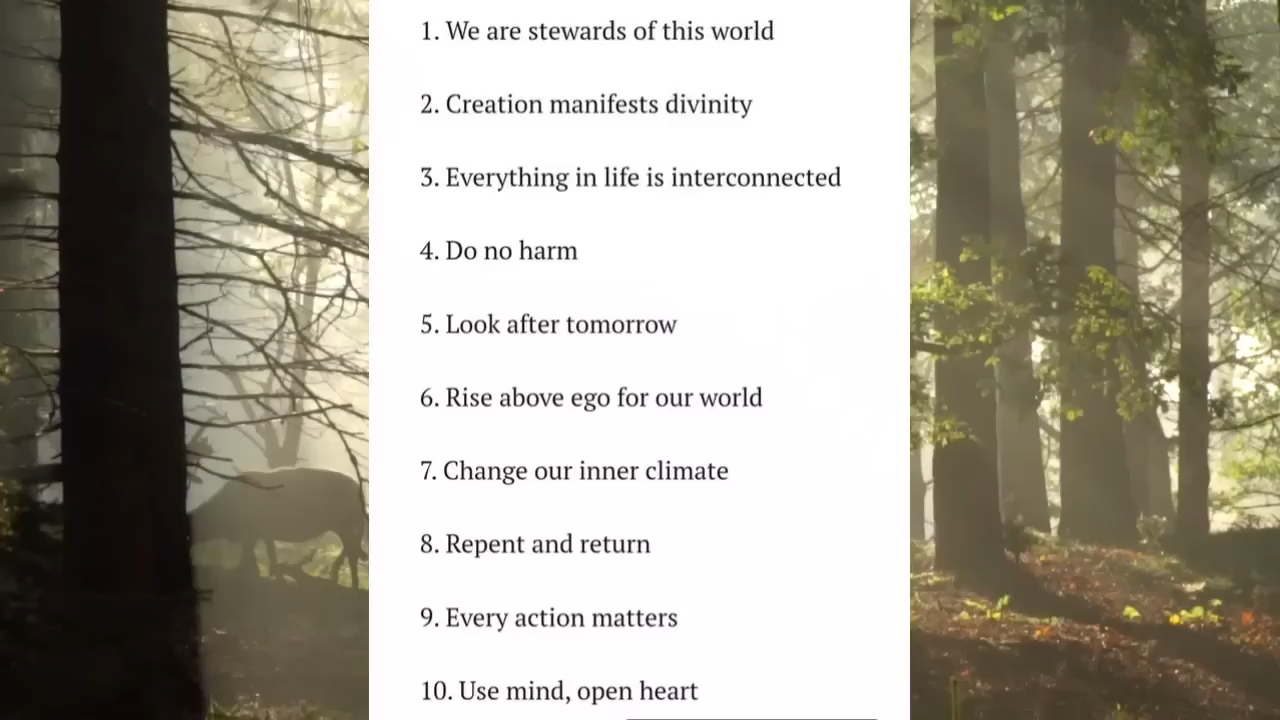 1. We are stewards of this world
2. Creation manifests divinity
3. Everything in life is interconnected
4. Do no harm
5. Look after tomorrow
6. Rise above ego for our world
7. Change our inner climate
8. Repent and return
9. Every action matters
10. Use mind, open heart